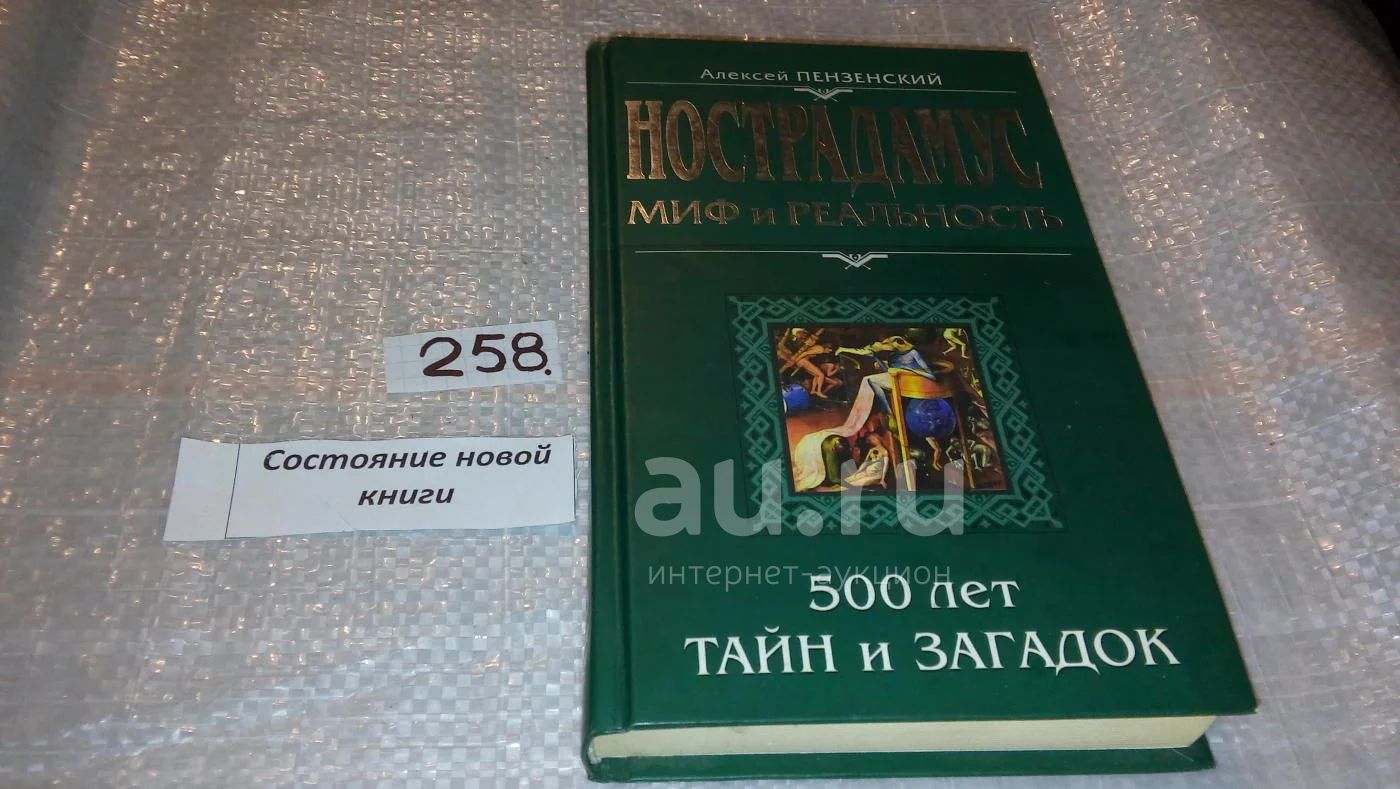 Алексей ПЕНЗЕНСКИЙ
НОСТРАДАМУС
МИФ и РЕАЛЬНОСТЬ
258.
Состояние новой
книги
au.ru
интернет-аукцион
500 лет
ТАЙН и ЗАГАДОК